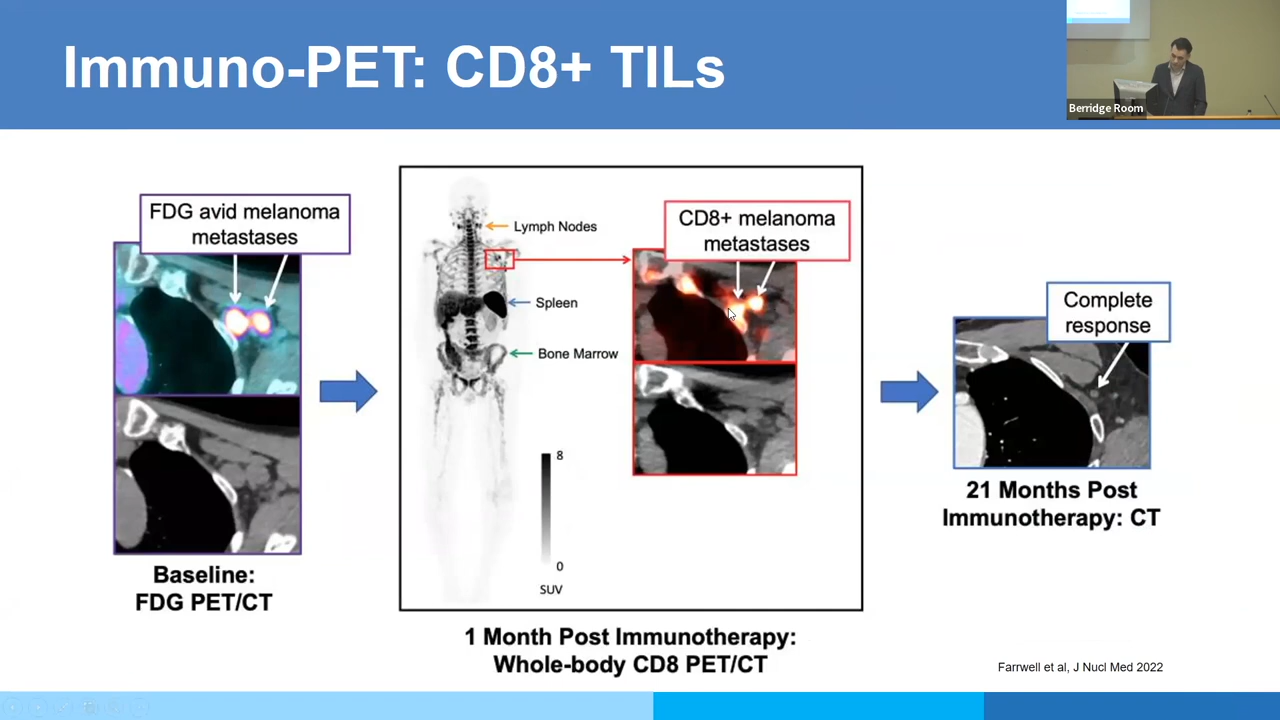 Immuno-PET: CD8+ TILs
Berridge Room
FDG avid melanoma
metastases
Baseline:
FDG PET/CT
Lymph Nodes
Spleen
Bone Marrow
8
0
SUV
CD8+ melanoma
metastases
1 Month Post Immunotherapy:
Whole-body CD8 PET/CT
Complete
response
21 Months Post
Immunotherapy: CT
Farrwell et al, J Nucl Med 2022